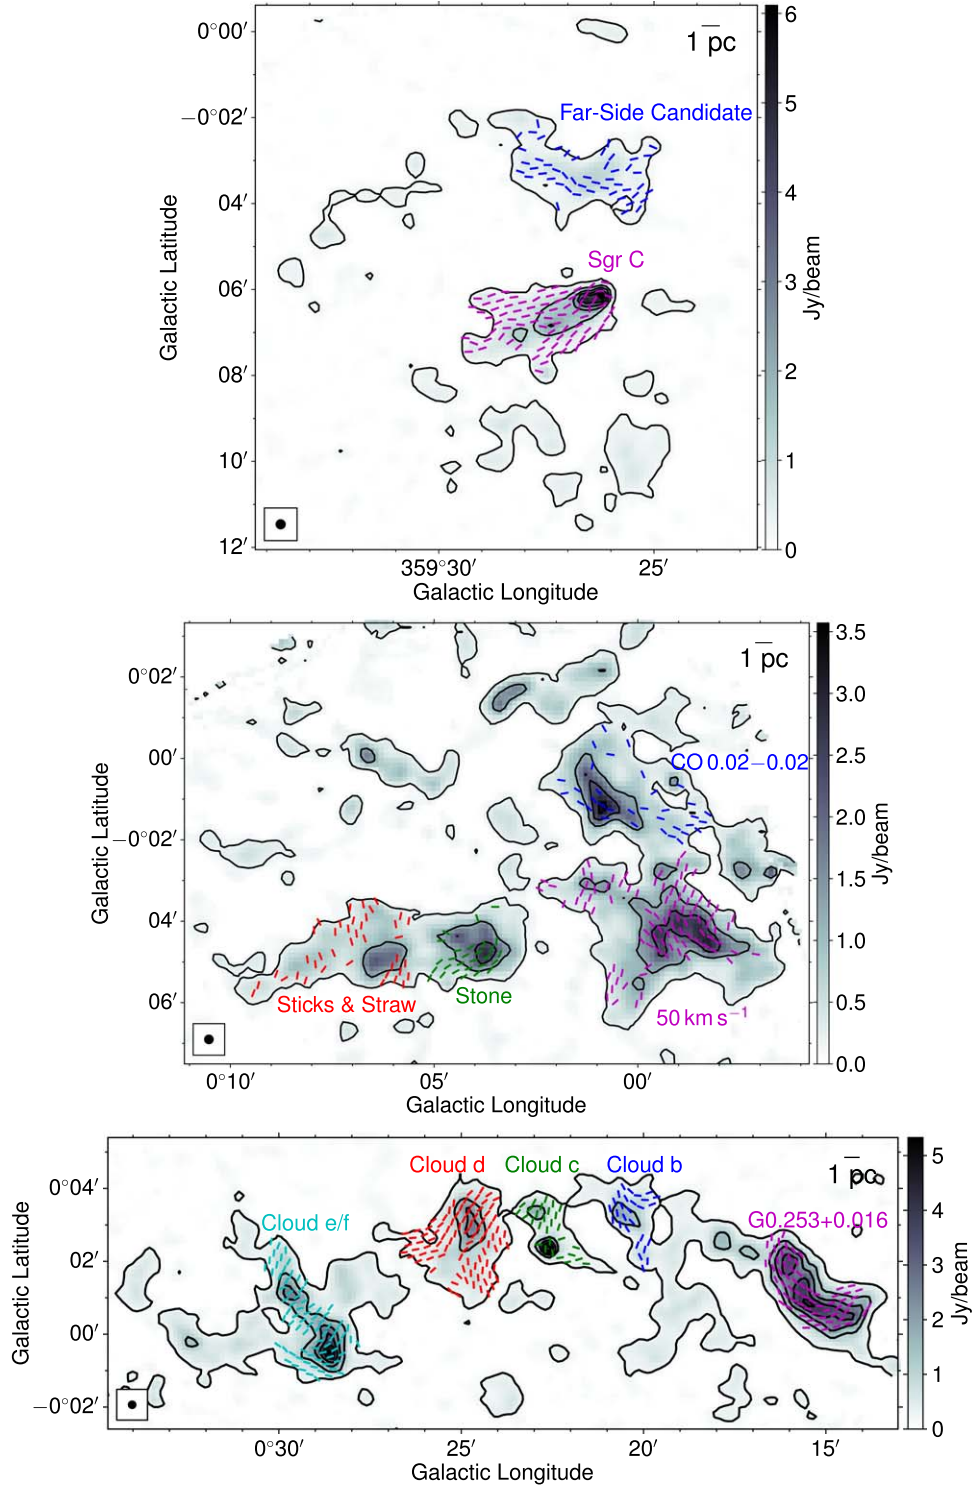 0°00′
1 pc
6
−0°02′
Far-Side Candidate
5
04′
4
Galactic Latitude
Sgr C
Jy/beam
06′
3
08′
2
10′
1
12′
0
359°30′
25′
Galactic Longitude
1 pc
3.5
0°02′
3.0
00′
CO 0.02−0.02
2.5
Galactic Latitude
−0°02′
2.0
Jy/beam
1.5
04′
1.0
06′
Sticks & Straw
Stone
50 km s−1
0.5
0.0
0°10′
05′
00′
Galactic Longitude
Cloud d
Cloud c
Cloud b
1 pc
5
0°04′
Cloud e/f
G0.253+0.016
4
Galactic Latitude
02′
3
Jy/beam
00′
2
1
−0°02′
0
0°30′
25′
20′
15′
Galactic Longitude